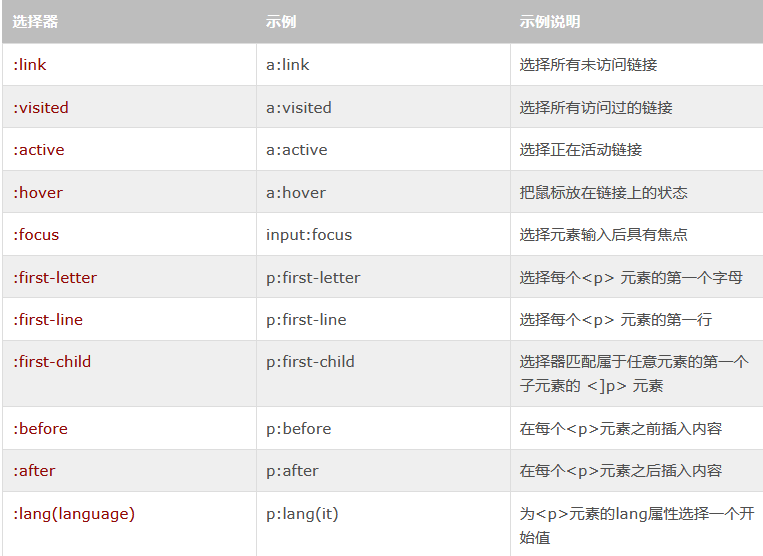 选择器 示例 示例说明
:link a:link 选择所有未访问链接
:visited a:visited 选择所有访问过的链接
:active a:active 选择正在活动链接
:hover a:hover 把鼠标放在链接上的状态
:focus input:focus 选择元素输入后具有焦点
:first-letter p:first-letter 选择每个<p> 元素的第一个字母
:first-line p:first-line 选择每个<p> 元素的第一行
:first-child p:first-child 选择器匹配属于任意元素的第一个
子元素的 <]p> 元素
:before p:before 在每个<p>元素之前插入内容
:after p:after 在每个<p>元素之后插入内容
:lang(language) p:lang(it) 为<p>元素的lang属性选择一个开
始值